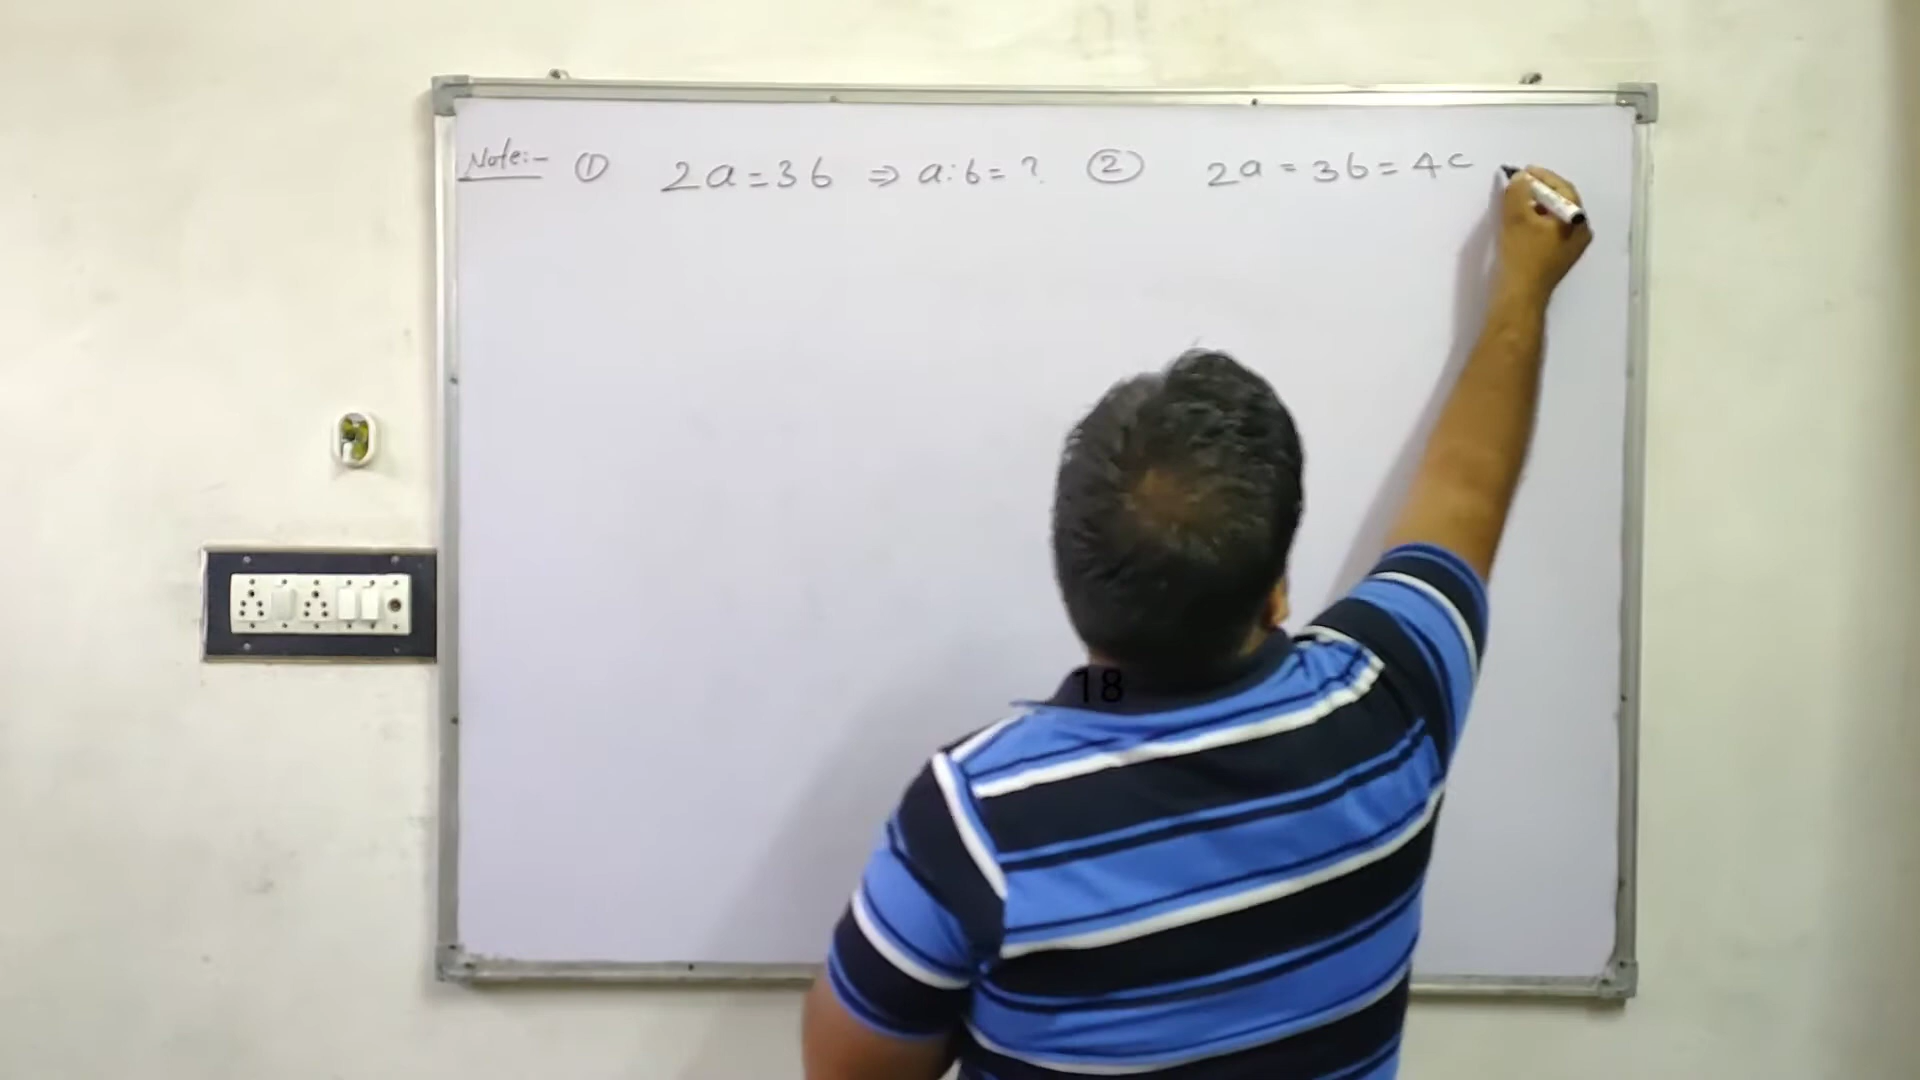 Note:- ① 2a=3b ⇒ a:b=? ② 2a=3b=4c
18